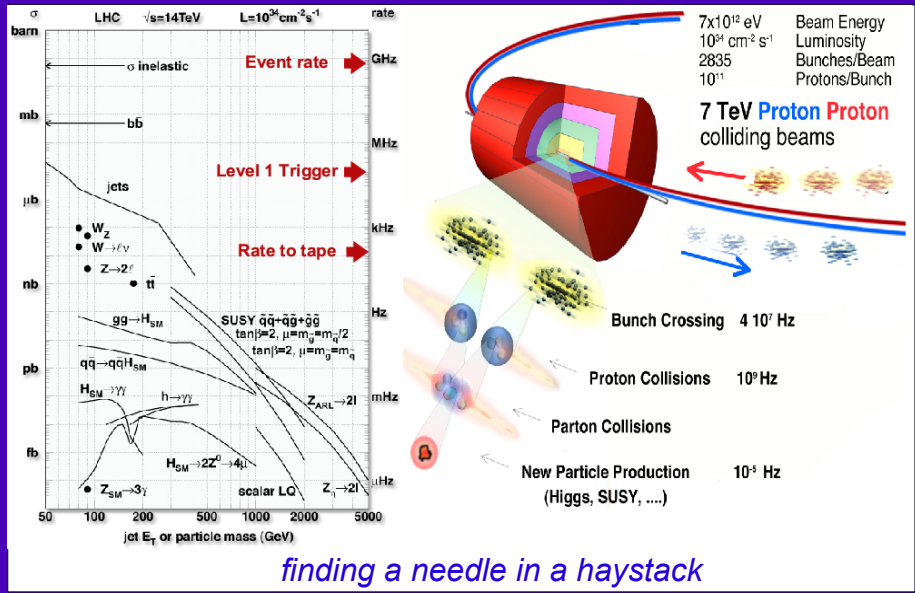 σ LHC √s=14TeV L=10³⁴cm⁻²s⁻¹ rate
barn
σ inelastic
Event rate
GHz
mb
bb̄
MHz
Level 1 Trigger
jets
μb
W
Z
kHz
W→ℓν
Rate to tape
Z→2ℓ
nb
tt̄
Hz
gg→H_SM
SUSY q̃q̃+q̃g̃+g̃g̃
tanβ=2, μ=m_g̃=m_q̃/2
tanβ=2, μ=m_g̃=m_q̃
qq̄→qq̄H_SM
pb
H_SM→γγ
h→γγ
mHz
Z_ARL→2l
fb
H_SM→2Z⁰→4μ
Z_SM→3γ
scalar LQ
Z_η→2l
μHz
50 100 200 500 1000 2000 5000
jet E_T or particle mass (GeV)
7x10¹² eV Beam Energy
10³⁴ cm⁻² s⁻¹ Luminosity
2835 Bunches/Beam
10¹¹ Protons/Bunch
7 TeV Proton Proton
colliding beams
Bunch Crossing 4 10⁷ Hz
Proton Collisions 10⁹ Hz
Parton Collisions
New Particle Production 10⁻⁵ Hz
(Higgs, SUSY, ....)
finding a needle in a haystack